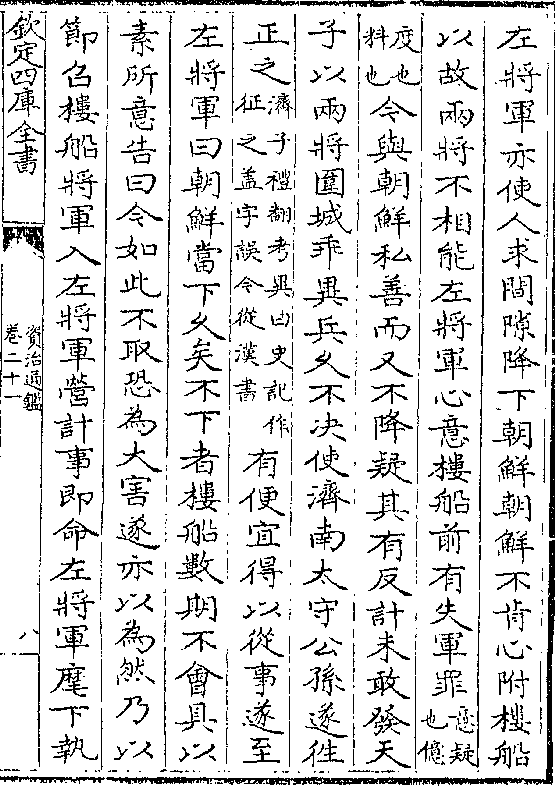 左將軍亦使人求間隙降下朝鮮朝鮮不肯心附樓船
以故兩將不相能左將軍心意樓船前有失軍罪意疑也億
度也料也今與朝鮮私善而又不降疑其有反計未敢發天
子以兩將圍城乖異兵乆不决使濟南太守公孫遂徃
正之濟子禮翻考異曰史記作征之盖字誤今從漢書有便宜得以從事遂至
左將軍曰朝鮮當下乆矣不下者樓船數期不會具以
素所意告曰今如此不取恐為大害遂亦以為然乃以
節召樓船將軍入左將軍營計事即命左將軍麾下執
欽定四庫全書
資治通鑑
卷二十一
八